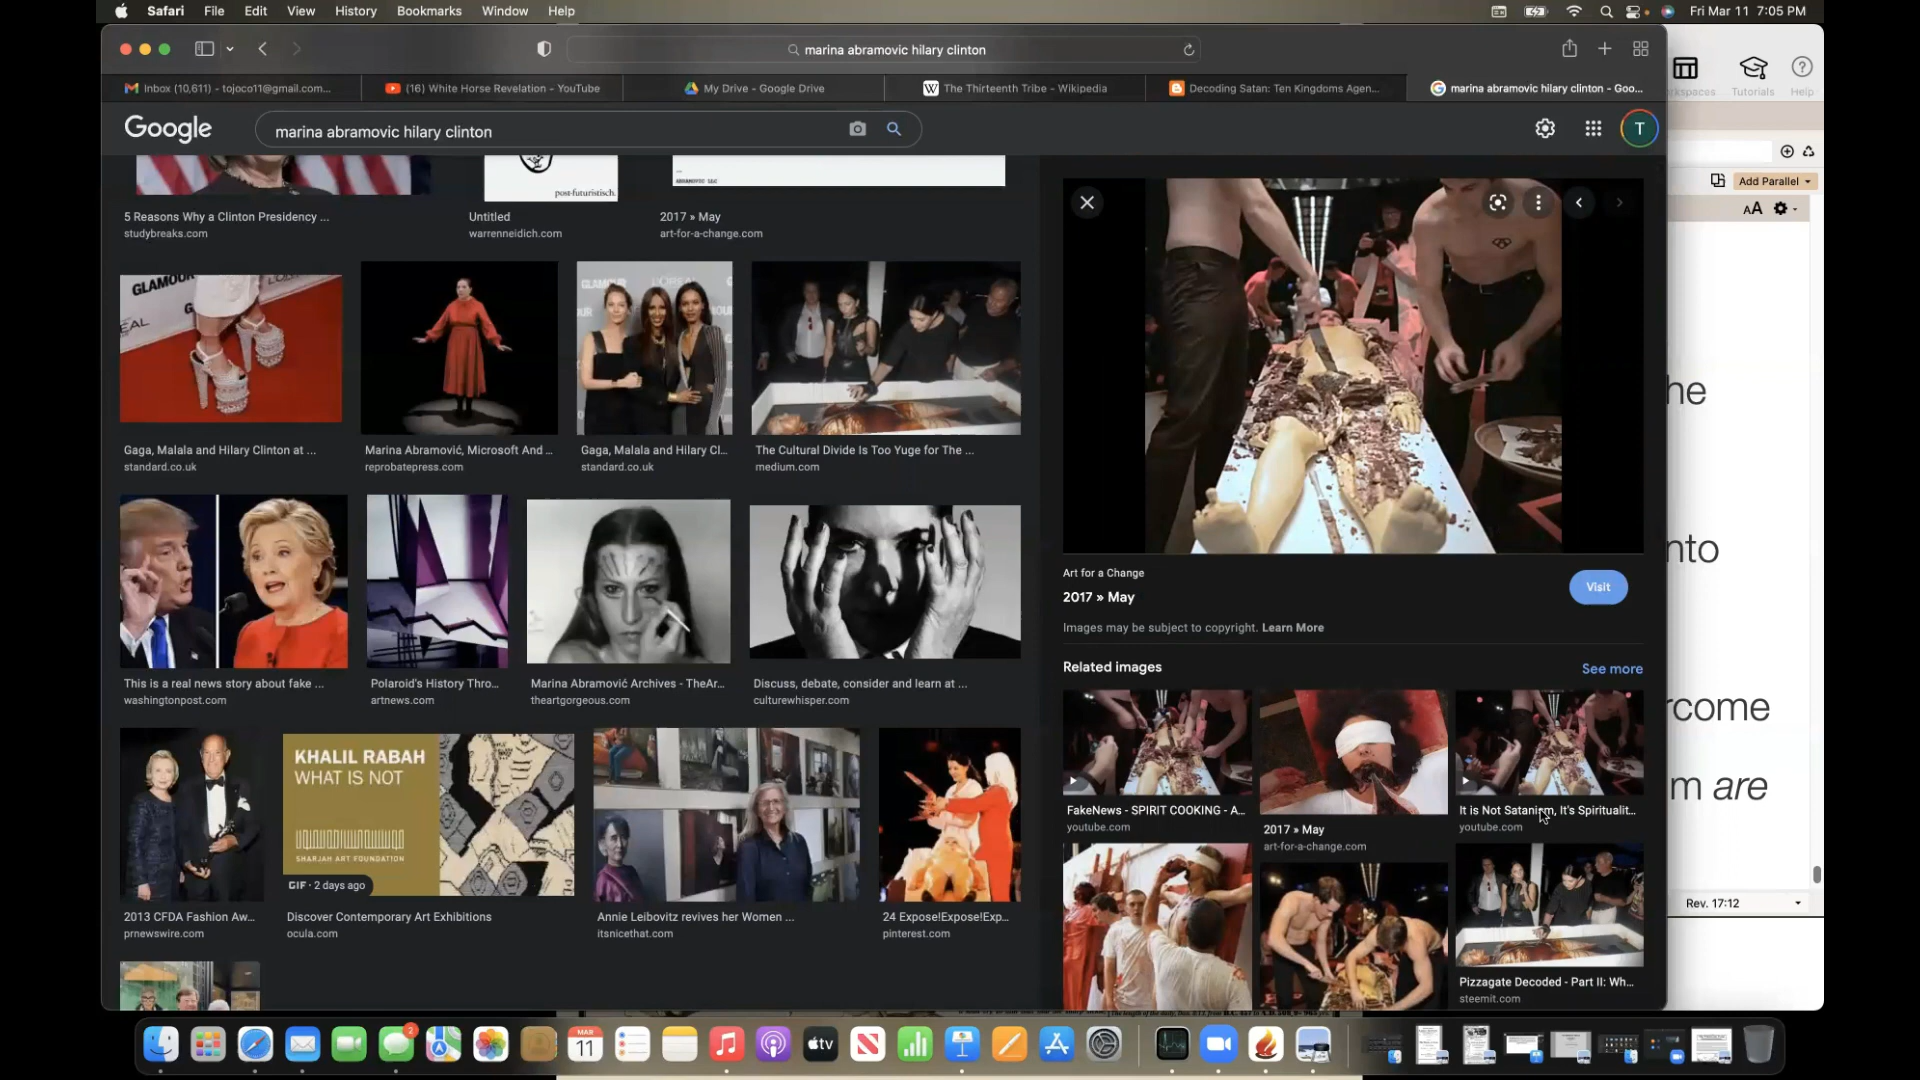 Safari File Edit View History Bookmarks Window Help
Fri Mar 11 7:05 PM
marina abramovic hilary clinton
Inbox (10,611) - tojoco11@gmail.com...
(16) White Horse Revelation - YouTube
My Drive - Google Drive
The Thirteenth Tribe - Wikipedia
Decoding Satan: Ten Kingdoms Agen...
marina abramovic hilary clinton - Goo...
Tutorials
Help
Google
marina abramovic hilary clinton
T
Add Parallel
AA
post-futuristisch.
5 Reasons Why a Clinton Presidency ...
studybreaks.com
Untitled
warrenneidich.com
2017 » May
art-for-a-change.com
GLAMOUR
Gaga, Malala and Hilary Clinton at ...
standard.co.uk
Marina Abramović, Microsoft And ...
reprobatepress.com
Gaga, Malala and Hilary Cl...
standard.co.uk
The Cultural Divide Is Too Yuge for The ...
medium.com
This is a real news story about fake ...
washingtonpost.com
Polaroid's History Thro...
artnews.com
Marina Abramović Archives - TheAr...
theartgorgeous.com
Discuss, debate, consider and learn at ...
culturewhisper.com
KHALIL RABAH
WHAT IS NOT
SHARJAH ART FOUNDATION
GIF · 2 days ago
2013 CFDA Fashion Aw...
prnewswire.com
Discover Contemporary Art Exhibitions
ocula.com
Annie Leibovitz revives her Women ...
itsnicethat.com
24 Expose!Expose!Exp...
pinterest.com
Art for a Change
2017 » May
Visit
Images may be subject to copyright. Learn More
Related images
See more
FakeNews - SPIRIT COOKING - A...
youtube.com
2017 » May
art-for-a-change.com
It is Not Satanism, It's Spiritualit...
youtube.com
Pizzagate Decoded - Part II: Wh...
steemit.com
he
nto
rcome
m are
Rev. 17:12
MAR
11
2
tv